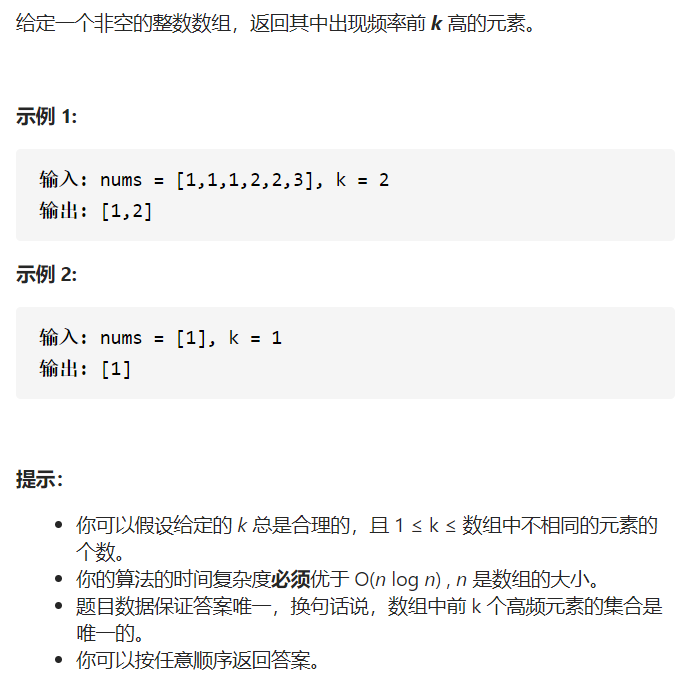 给定一个非空的整数数组，返回其中出现频率前 k 高的元素。
示例 1:
输入: nums = [1,1,1,2,2,3], k = 2
输出: [1,2]
示例 2:
输入: nums = [1], k = 1
输出: [1]
提示：
• 你可以假设给定的 k 总是合理的，且 1 ≤ k ≤ 数组中不相同的元素的
个数。
• 你的算法的时间复杂度必须优于 O(n log n) , n 是数组的大小。
• 题目数据保证答案唯一，换句话说，数组中前 k 个高频元素的集合是
唯一的。
• 你可以按任意顺序返回答案。